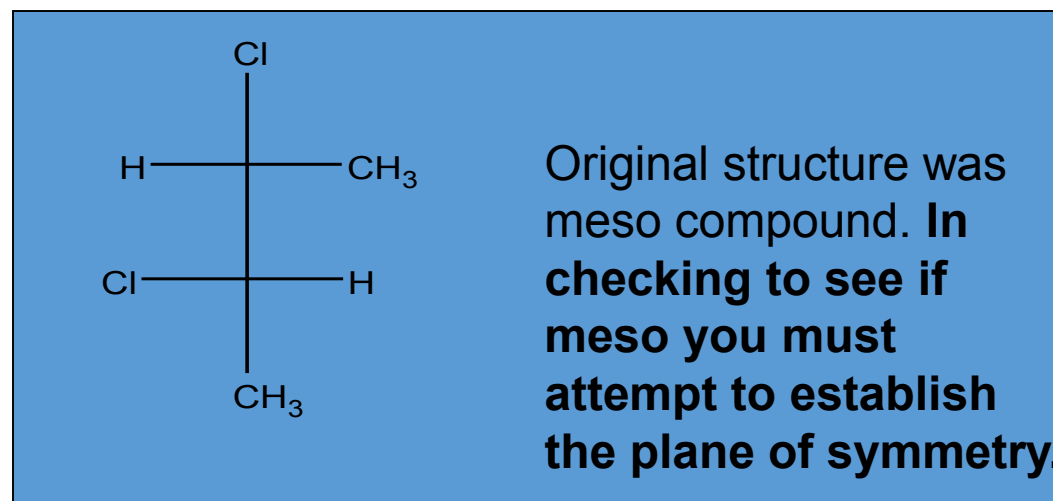 Cl
H CH₃
Cl H
CH₃
Original structure was
meso compound. In
checking to see if
meso you must
attempt to establish
the plane of symmetry.